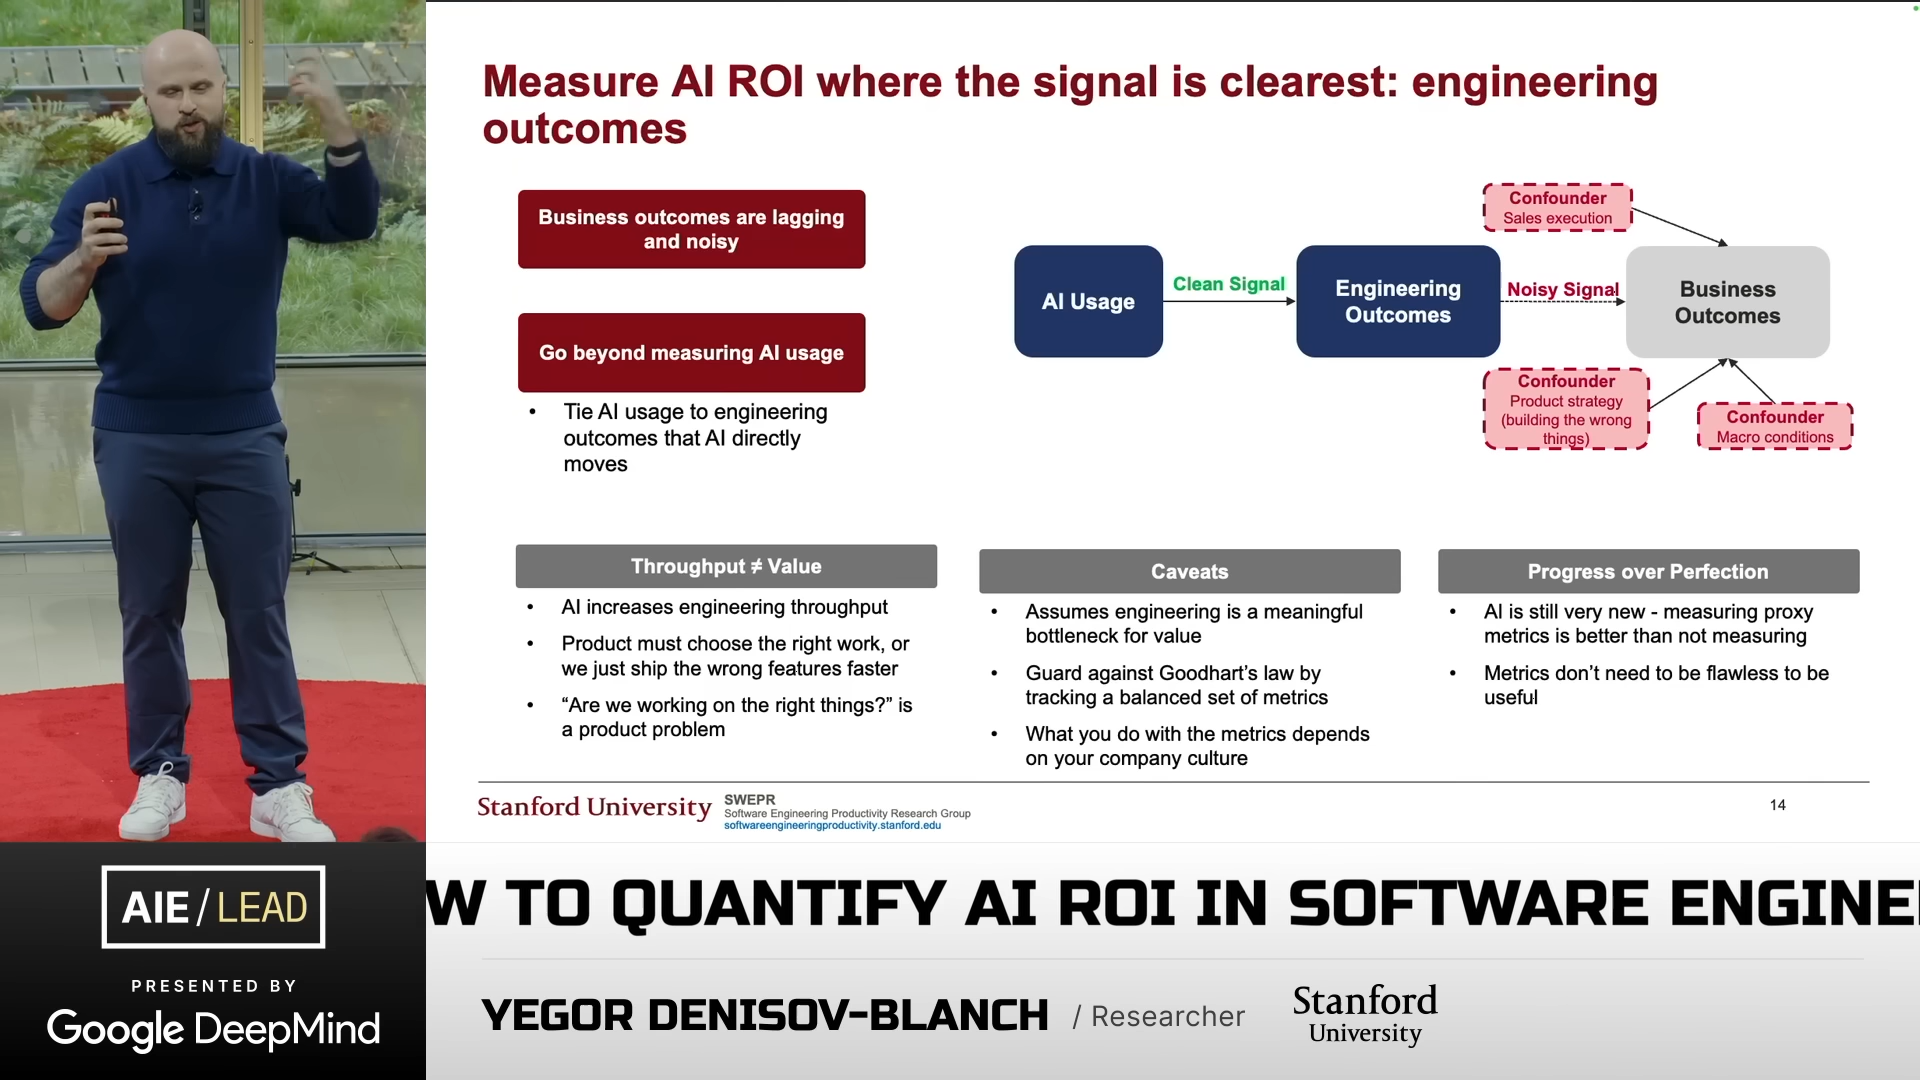 Measure AI ROI where the signal is clearest: engineering
outcomes
Business outcomes are lagging
and noisy
Go beyond measuring AI usage
• Tie AI usage to engineering
outcomes that AI directly
moves
AI Usage
Clean Signal
Engineering
Outcomes
Noisy Signal
Business
Outcomes
Confounder
Sales execution
Confounder
Product strategy
(building the wrong
things)
Confounder
Macro conditions
Throughput ≠ Value
• AI increases engineering throughput
• Product must choose the right work, or
we just ship the wrong features faster
• “Are we working on the right things?” is
a product problem
Caveats
• Assumes engineering is a meaningful
bottleneck for value
• Guard against Goodhart’s law by
tracking a balanced set of metrics
• What you do with the metrics depends
on your company culture
Progress over Perfection
• AI is still very new - measuring proxy
metrics is better than not measuring
• Metrics don’t need to be flawless to be
useful
Stanford University
SWEPR
Software Engineering Productivity Research Group
softwareengineeringproductivity.stanford.edu
14
AIE / LEAD
PRESENTED BY
Google DeepMind
W TO QUANTIFY AI ROI IN SOFTWARE ENGINE
YEGOR DENISOV-BLANCH / Researcher
Stanford
University